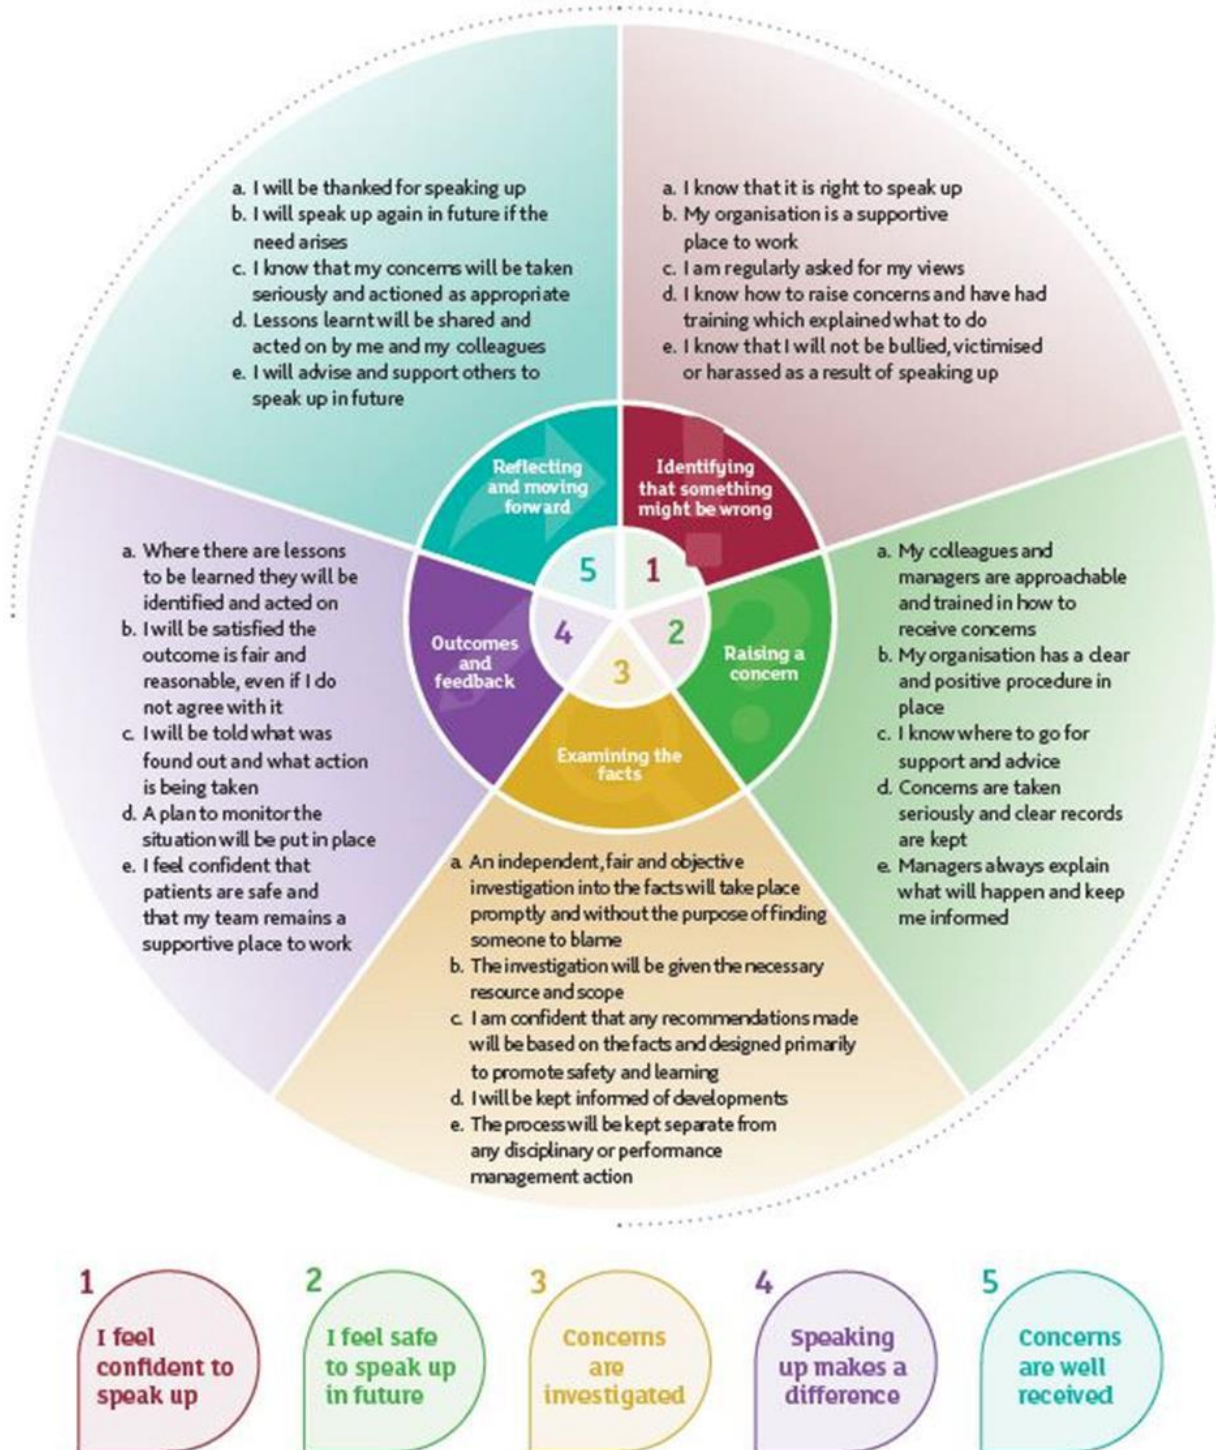 a. I will be thanked for speaking up
b. I will speak up again in future if the
need arises
c. I know that my concerns will be taken
seriously and actioned as appropriate
d. Lessons learnt will be shared and
acted on by me and my colleagues
e. I will advise and support others to
speak up in future
a. I know that it is right to speak up
b. My organisation is a supportive
place to work
c. I am regularly asked for my views
d. I know how to raise concerns and have had
training which explained what to do
e. I know that I will not be bullied, victimised
or harassed as a result of speaking up
Reflecting
and moving
forward
Identifying
that something
might be wrong
5
1
4
2
3
Outcomes
and
feedback
Raising a
concern
Examining the
facts
a. Where there are lessons
to be learned they will be
identified and acted on
b. I will be satisfied the
outcome is fair and
reasonable, even if I do
not agree with it
c. I will be told what was
found out and what action
is being taken
d. A plan to monitor the
situation will be put in place
e. I feel confident that
patients are safe and
that my team remains a
supportive place to work
a. My colleagues and
managers are approachable
and trained in how to
receive concerns
b. My organisation has a clear
and positive procedure in
place
c. I know where to go for
support and advice
d. Concerns are taken
seriously and clear records
are kept
e. Managers always explain
what will happen and keep
me informed
a. An independent, fair and objective
investigation into the facts will take place
promptly and without the purpose of finding
someone to blame
b. The investigation will be given the necessary
resource and scope
c. I am confident that any recommendations made
will be based on the facts and designed primarily
to promote safety and learning
d. I will be kept informed of developments
e. The process will be kept separate from
any disciplinary or performance
management action
1
I feel
confident to
speak up
2
I feel safe
to speak up
in future
3
Concerns
are
investigated
4
Speaking
up makes a
difference
5
Concerns
are well
received